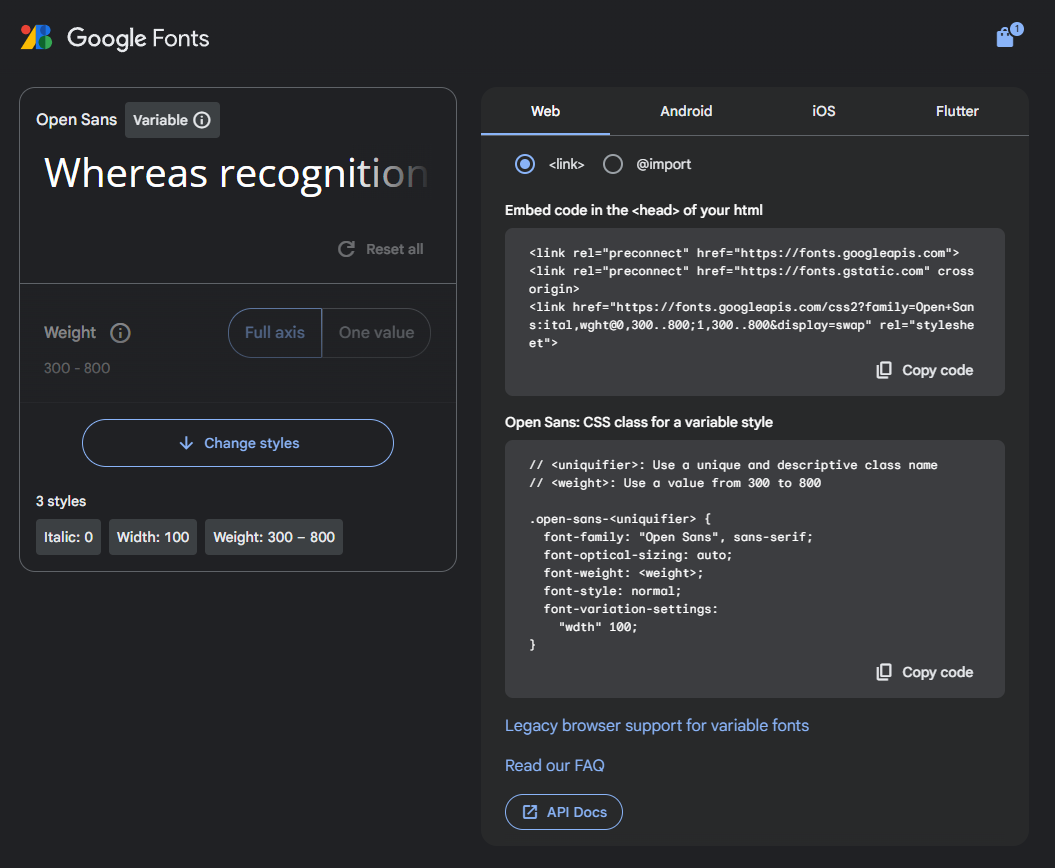 Google Fonts
1
Open Sans
Variable
Whereas recognition
Reset all
Weight
Full axis
One value
300 - 800
Change styles
3 styles
Italic: 0
Width: 100
Weight: 300 – 800
Web
Android
iOS
Flutter
<link>
@import
Embed code in the <head> of your html
<link rel="preconnect" href="https://fonts.googleapis.com">
<link rel="preconnect" href="https://fonts.gstatic.com" cross
origin>
<link href="https://fonts.googleapis.com/css2?family=Open+San
s:ital,wght@0,300..800;1,300..800&display=swap" rel="styleshe
et">
Copy code
Open Sans: CSS class for a variable style
// <uniquifier>: Use a unique and descriptive class name
// <weight>: Use a value from 300 to 800
.open-sans-<uniquifier> {
  font-family: "Open Sans", sans-serif;
  font-optical-sizing: auto;
  font-weight: <weight>;
  font-style: normal;
  font-variation-settings:
    "wdth" 100;
}
Copy code
Legacy browser support for variable fonts
Read our FAQ
API Docs